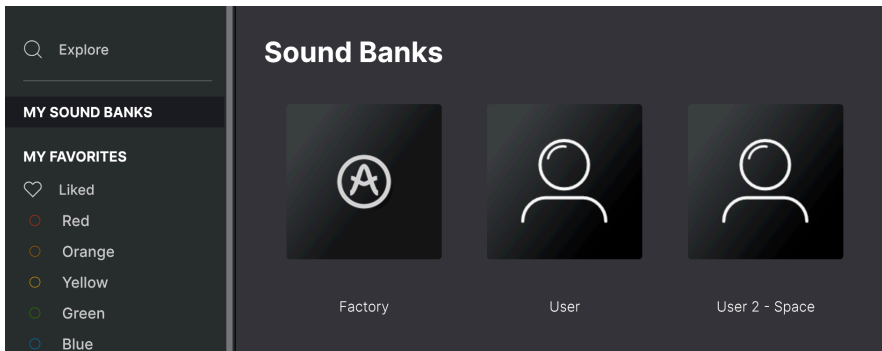 Explore
MY SOUND BANKS
MY FAVORITES
Liked
Red
Orange
Yellow
Green
Blue
Sound Banks
Factory
User
User 2 - Space